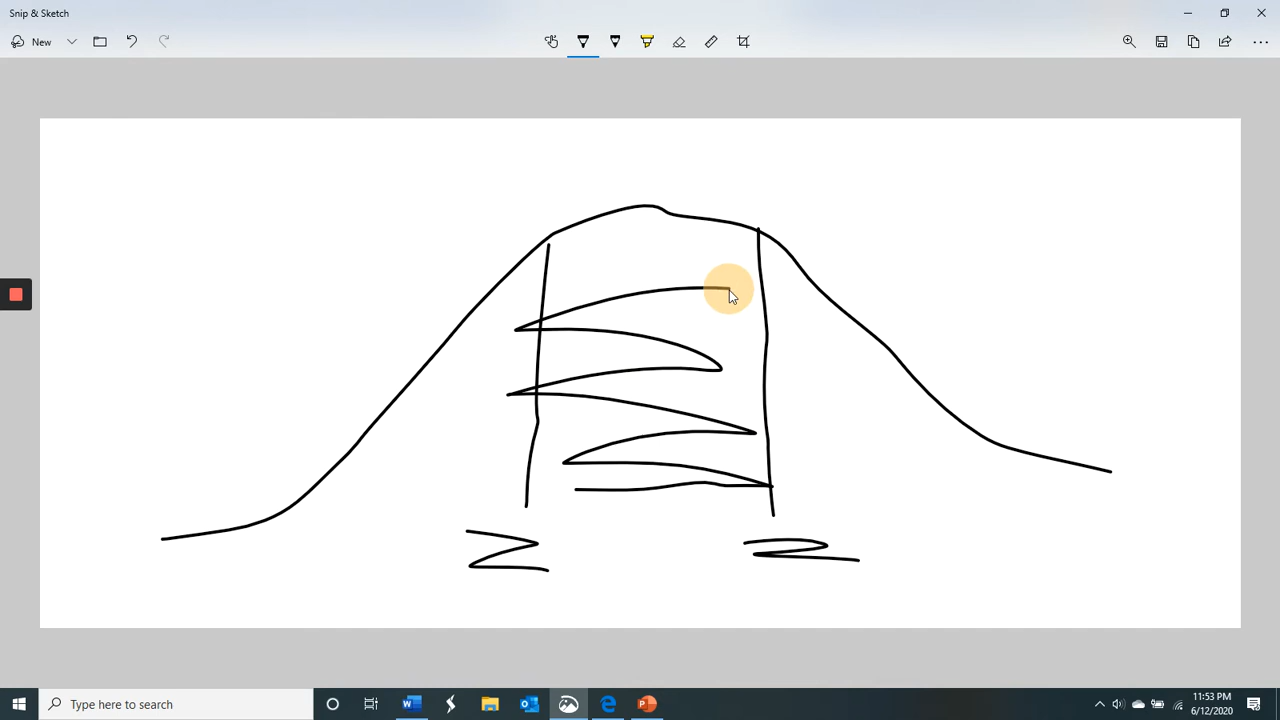 Snip & Sketch
New
Z Z
Type here to search
11:53 PM
6/12/2020